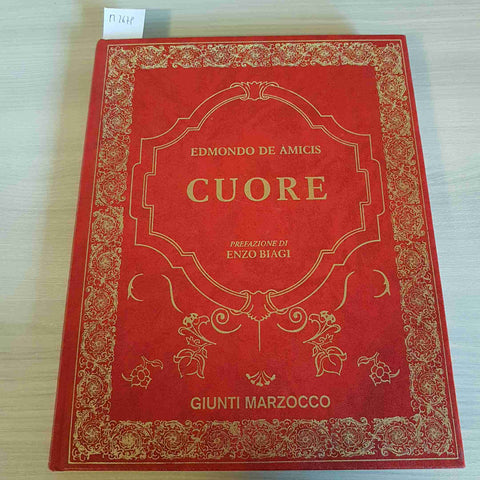 EDMONDO DE AMICIS
CUORE
PREFAZIONE DI
ENZO BIAGI
GIUNTI MARZOCCO